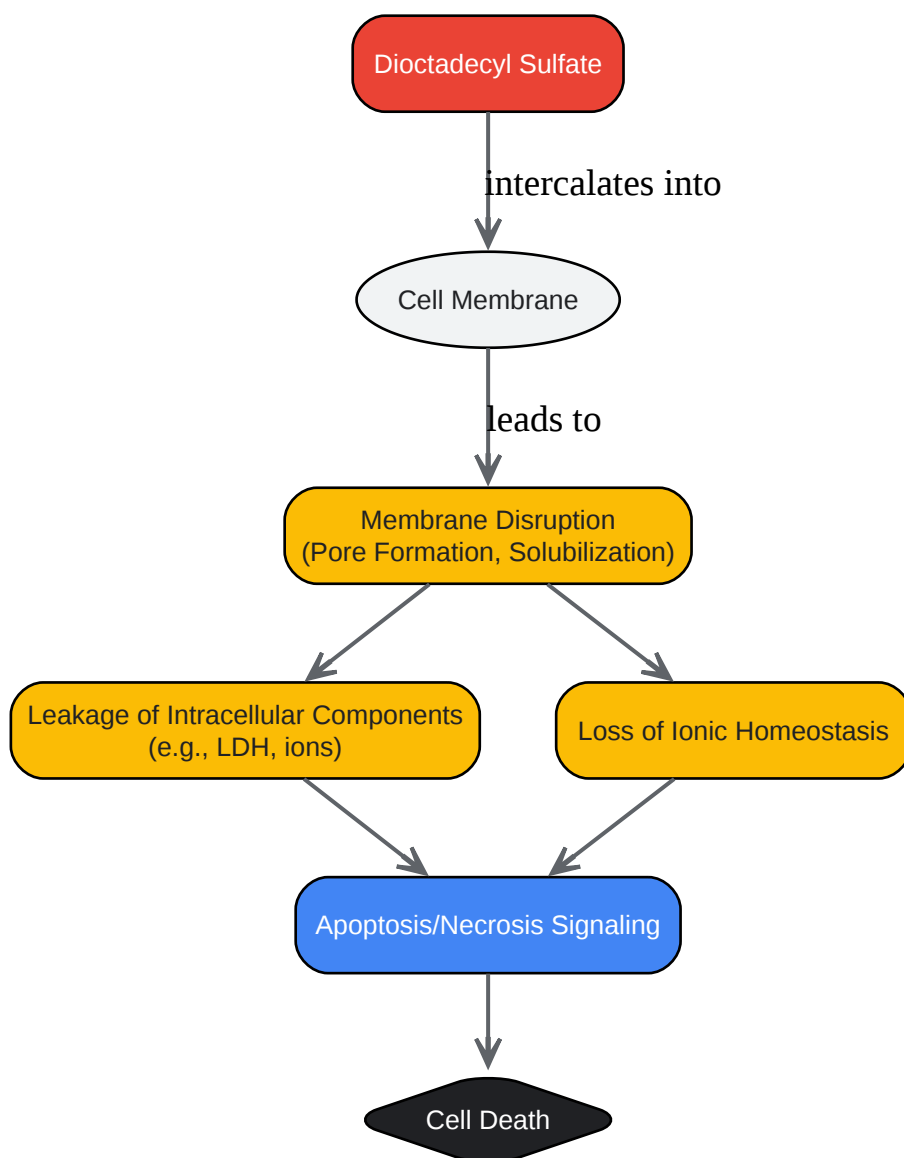 Dioctadecyl Sulfate
intercalates into
Cell Membrane
leads to
Membrane Disruption
(Pore Formation, Solubilization)
Leakage of Intracellular Components
(e.g., LDH, ions)
Loss of Ionic Homeostasis
Apoptosis/Necrosis Signaling
Cell Death